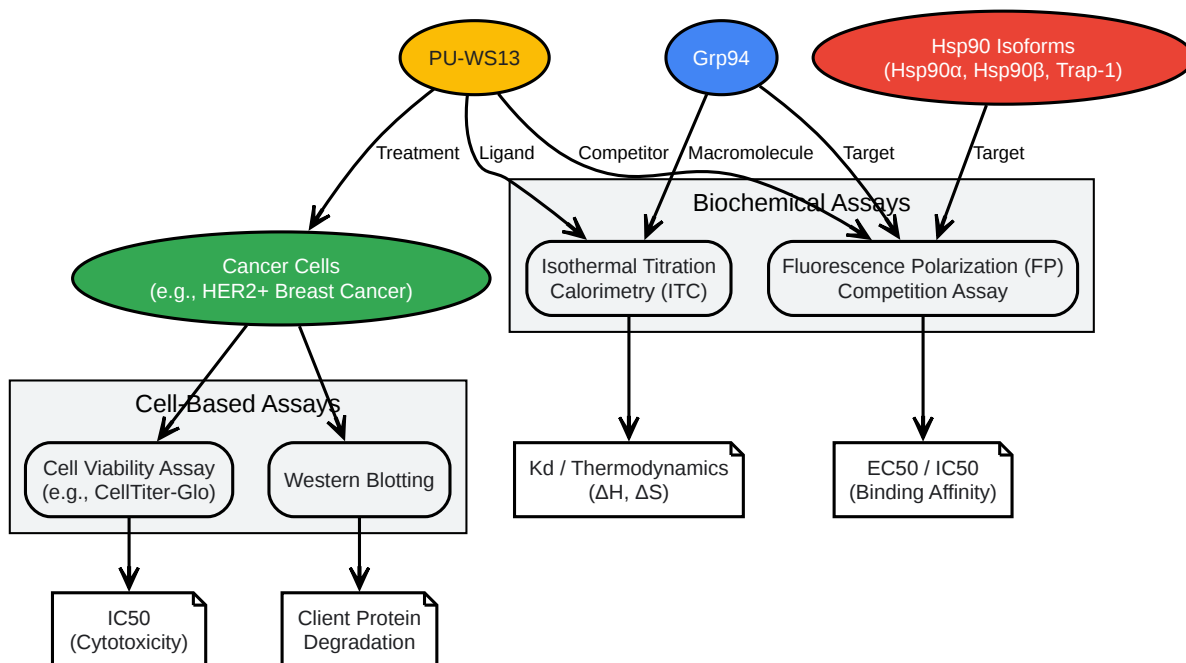 PU-WS13
Grp94
Hsp90 Isoforms
(Hsp90α, Hsp90β, Trap-1)
Treatment
Ligand
Competitor
Macromolecule
Target
Target
Biochemical Assays
Cancer Cells
(e.g., HER2+ Breast Cancer)
Isothermal Titration
Calorimetry (ITC)
Fluorescence Polarization (FP)
Competition Assay
Cell-Based Assays
Cell Viability Assay
(e.g., CellTiter-Glo)
Western Blotting
Kd / Thermodynamics
(ΔH, ΔS)
EC50 / IC50
(Binding Affinity)
IC50
(Cytotoxicity)
Client Protein
Degradation